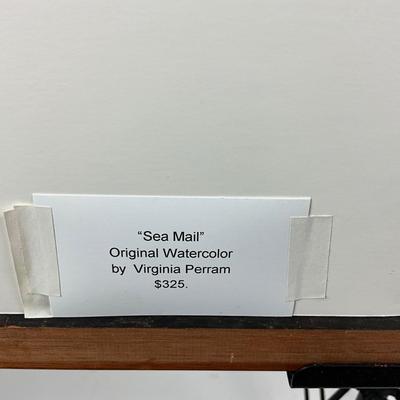 “Sea Mail”
Original Watercolor
by Virginia Perram
$325.